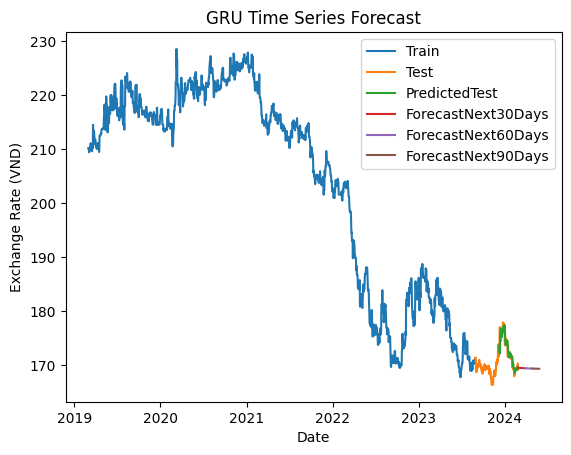 GRU Time Series Forecast
230
220
210
200
190
180
170
Exchange Rate (VND)
Train
Test
PredictedTest
ForecastNext30Days
ForecastNext60Days
ForecastNext90Days
2019
2020
2021
2022
2023
2024
Date